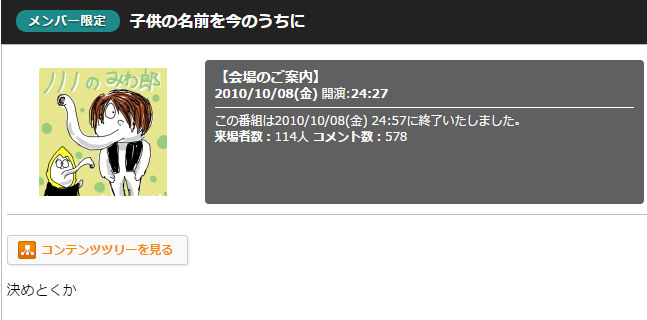 メンバー限定 子供の名前を今のうちに
ノノノの みわ郎
【会場のご案内】
2010/10/08(金) 開演:24:27
この番組は2010/10/08(金) 24:57に終了いたしました。
来場者数：114人 コメント数：578
コンテンツツリーを見る
決めとくか